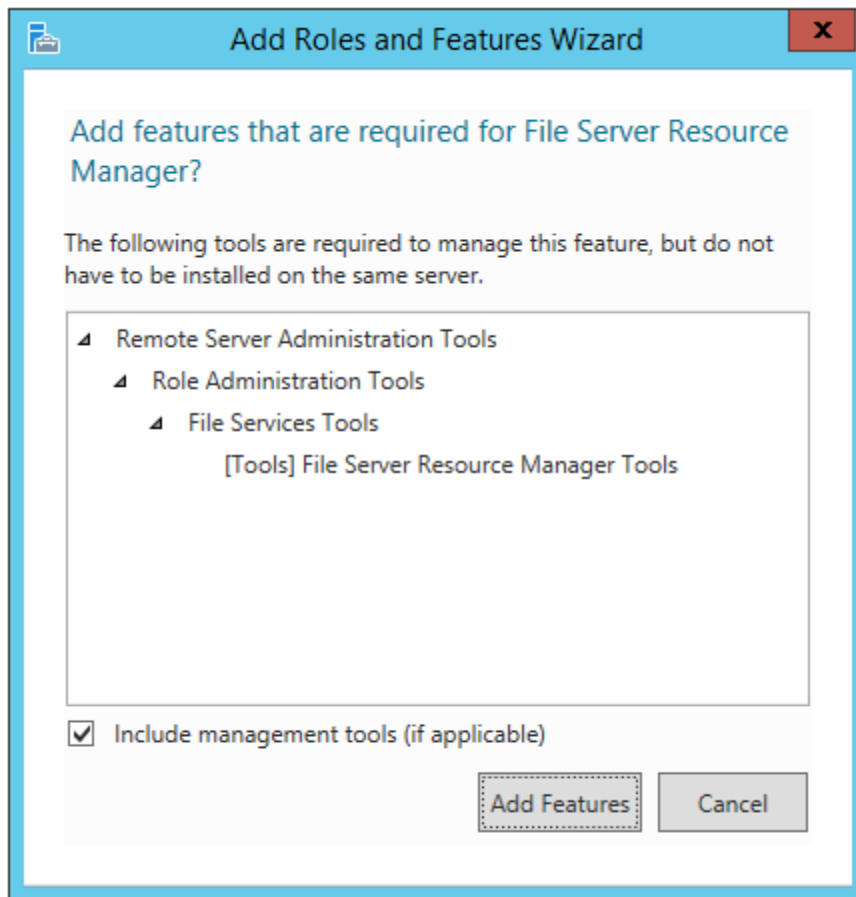 Add Roles and Features Wizard
x
Add features that are required for File Server Resource
Manager?
The following tools are required to manage this feature, but do not
have to be installed on the same server.
Remote Server Administration Tools
Role Administration Tools
File Services Tools
[Tools] File Server Resource Manager Tools
Include management tools (if applicable)
Add Features
Cancel